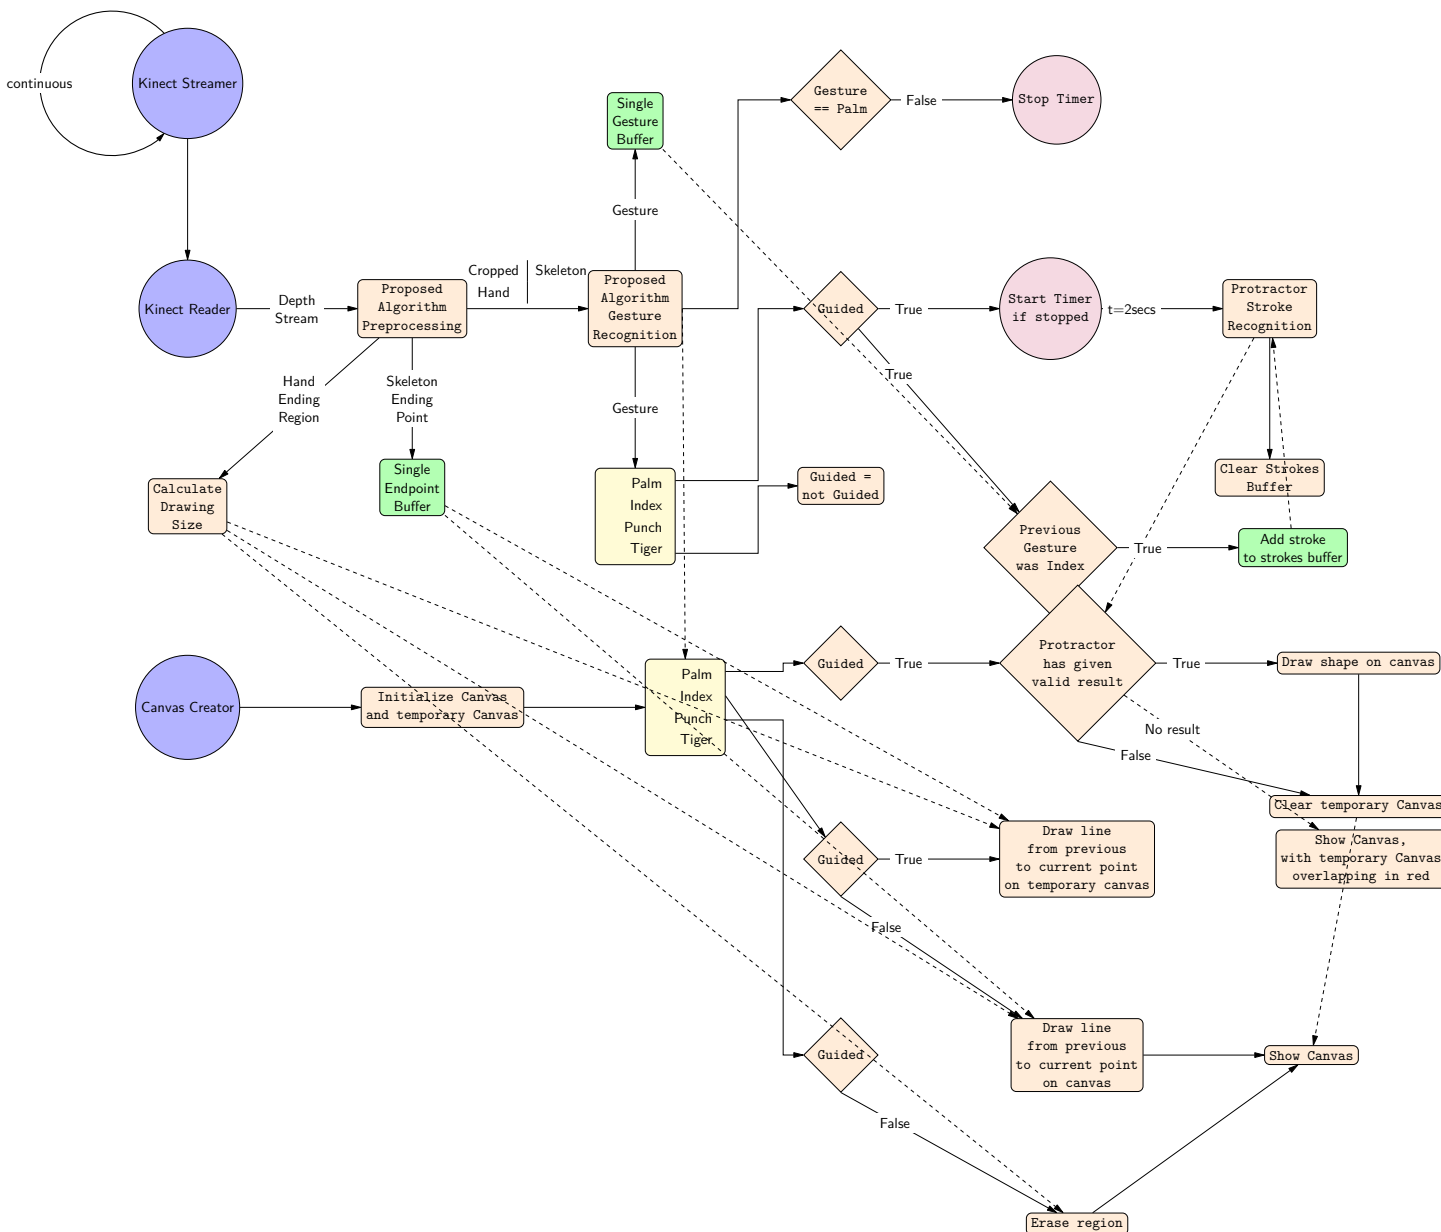 continuous
Kinect Streamer
Single
Gesture
Buffer
Gesture
== Palm
False
Stop Timer
Gesture
Kinect Reader
Depth
Stream
Proposed
Algorithm
Preprocessing
Cropped
Hand
Skeleton
Proposed
Algorithm
Gesture
Recognition
Guided
True
Start Timer
if stopped
t=2secs
Protractor
Stroke
Recognition
Hand
Ending
Region
Skeleton
Ending
Point
Gesture
True
Calculate
Drawing
Size
Single
Endpoint
Buffer
Palm
Index
Punch
Tiger
Guided =
not Guided
Clear Strokes
Buffer
Previous
Gesture
was Index
True
Add stroke
to strokes buffer
Canvas Creator
Initialize Canvas
and temporary Canvas
Palm
Index
Punch
Tiger
Guided
True
Protractor
has given
valid result
True
Draw shape on canvas
No result
False
Clear temporary Canvas
Show Canvas,
with temporary Canvas
overlapping in red
Guided
True
Draw line
from previous
to current point
on temporary canvas
False
Guided
Draw line
from previous
to current point
on canvas
Show Canvas
False
Erase region